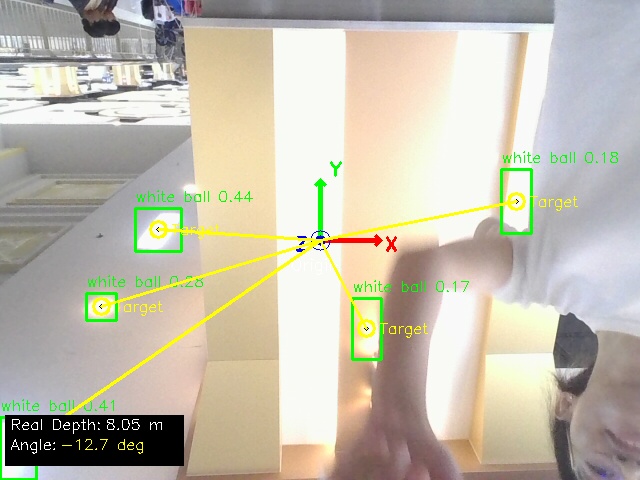 white ball 0.18
Target
white ball 0.44
Target
Y
X
Z
white ball 0.28
Target
white ball 0.17
Target
white ball 0.41
Real Depth: 8.05 m
Angle: −12.7 deg